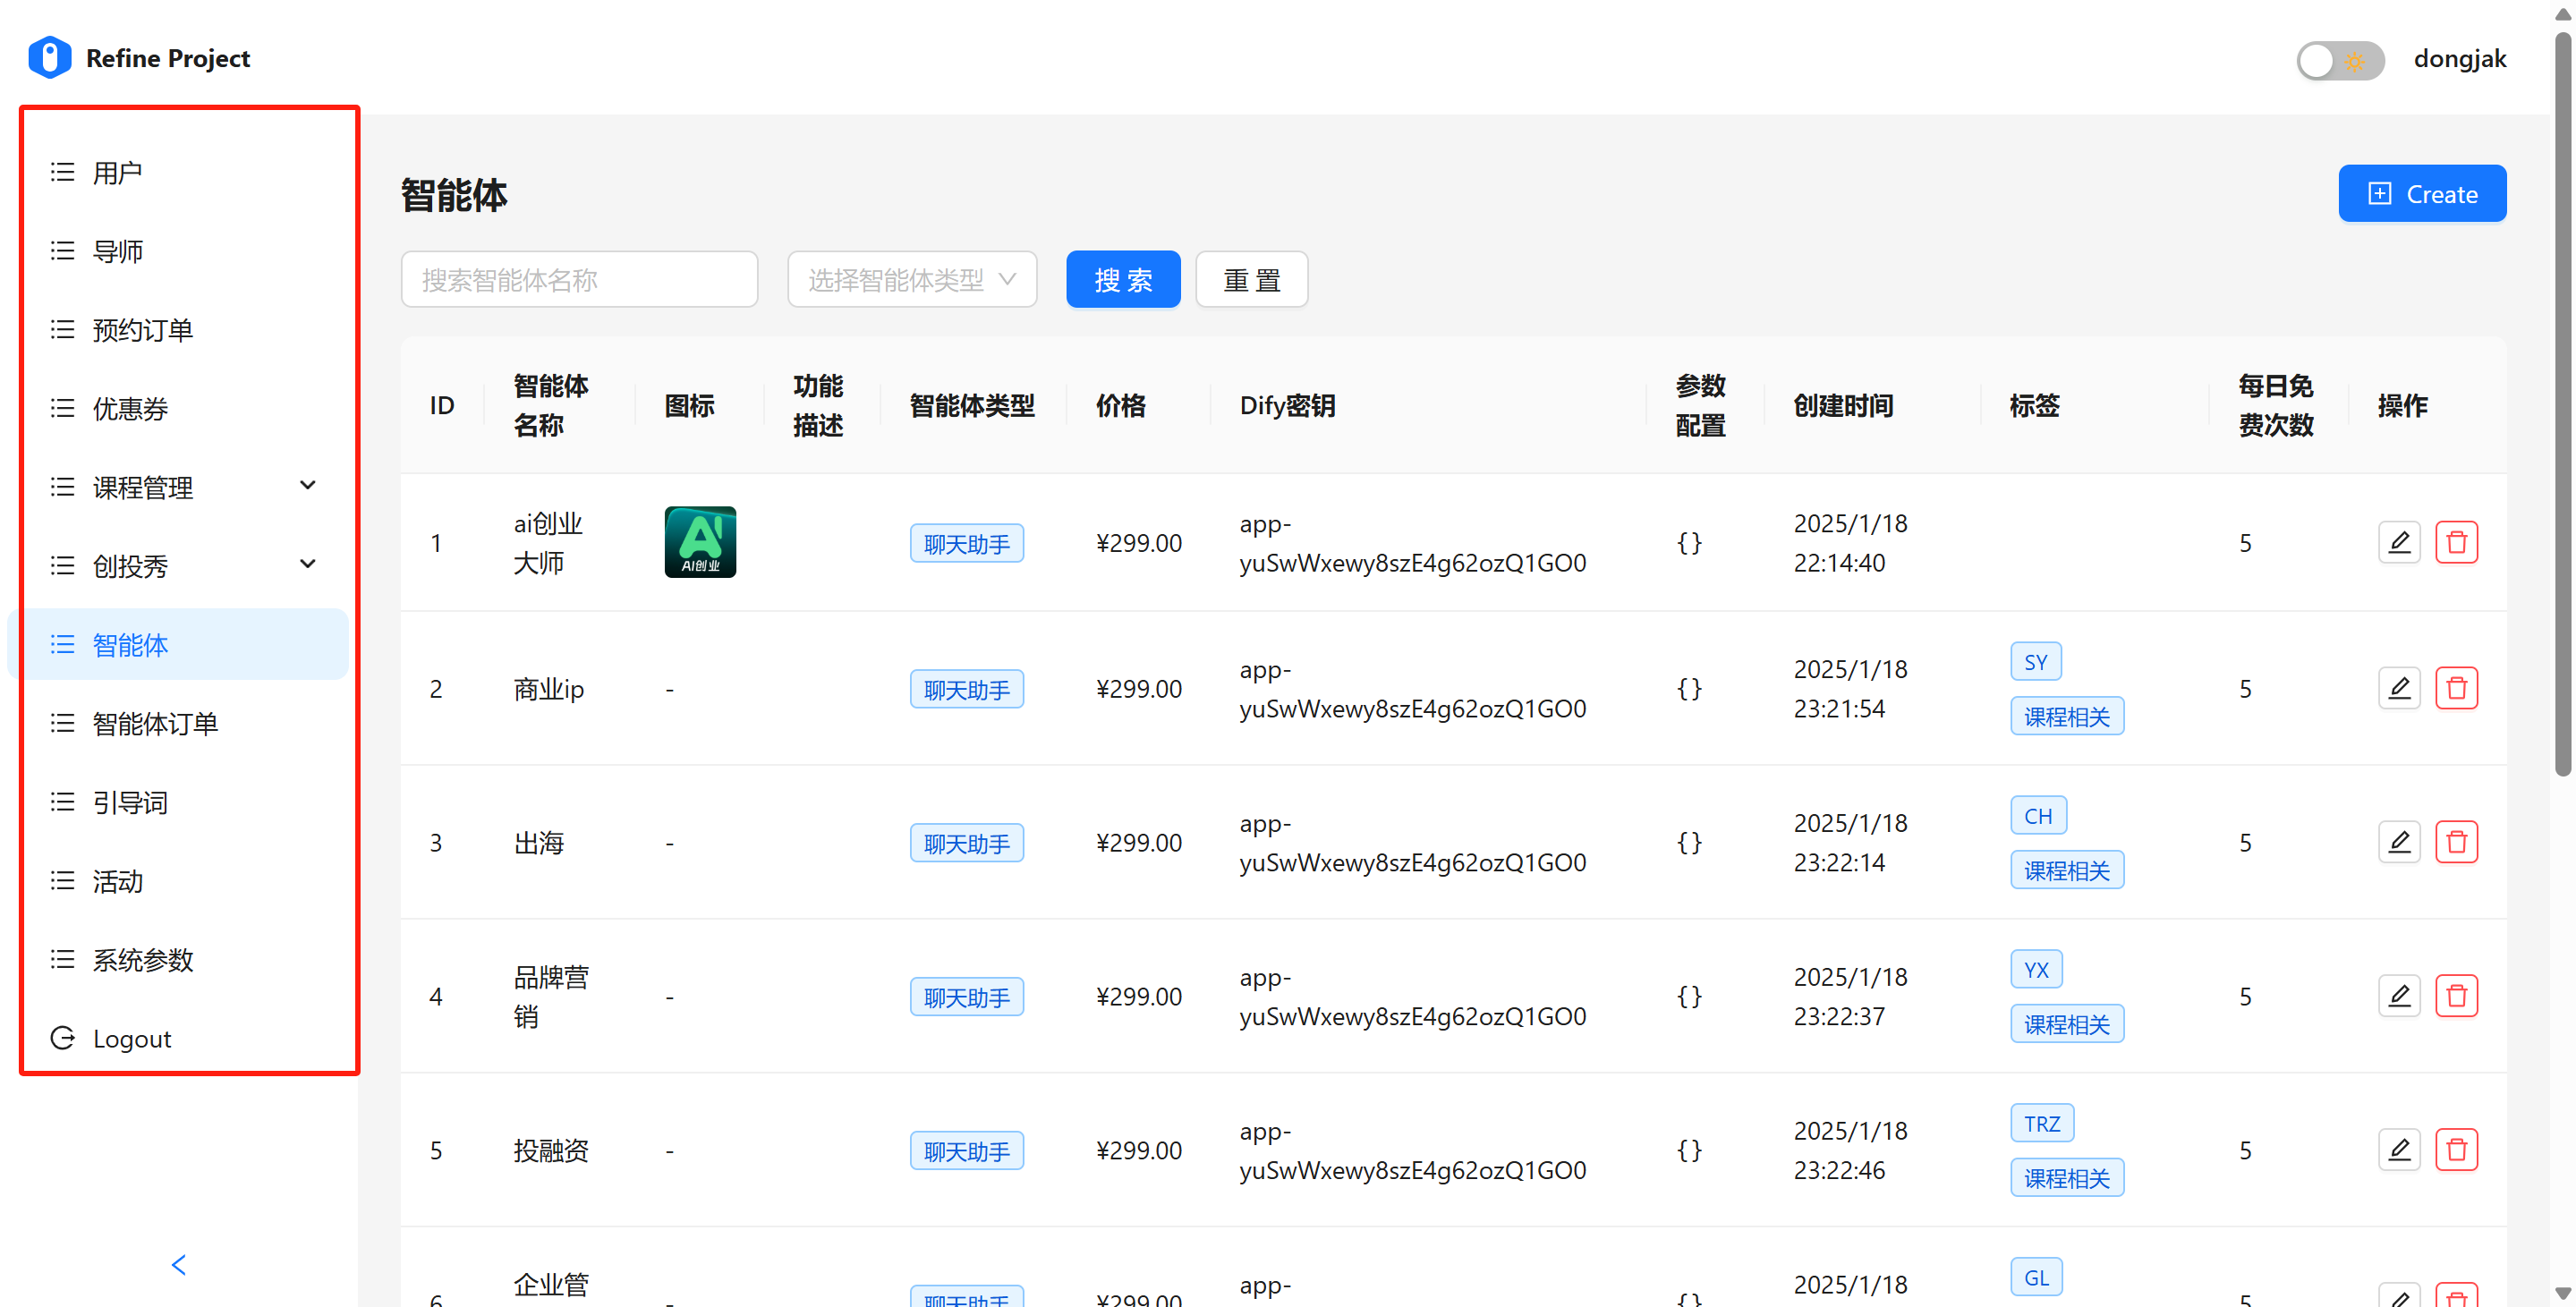 Refine Project
dongjak
用户
导师
预约订单
优惠券
课程管理
创投秀
智能体
智能体订单
引导词
活动
系统参数
Logout
智能体
Create
搜索智能体名称
选择智能体类型
搜 索
重 置
ID
智能体
名称
图标
功能
描述
智能体类型
价格
Dify密钥
参数
配置
创建时间
标签
每日免
费次数
操作
1
ai创业
大师
AI
AI创业
聊天助手
¥299.00
app-
yuSwWxewy8szE4g62ozQ1GO0
{}
2025/1/18
22:14:40
5
2
商业ip
-
聊天助手
¥299.00
app-
yuSwWxewy8szE4g62ozQ1GO0
{}
2025/1/18
23:21:54
SY
课程相关
5
3
出海
-
聊天助手
¥299.00
app-
yuSwWxewy8szE4g62ozQ1GO0
{}
2025/1/18
23:22:14
CH
课程相关
5
4
品牌营
销
-
聊天助手
¥299.00
app-
yuSwWxewy8szE4g62ozQ1GO0
{}
2025/1/18
23:22:37
YX
课程相关
5
5
投融资
-
聊天助手
¥299.00
app-
yuSwWxewy8szE4g62ozQ1GO0
{}
2025/1/18
23:22:46
TRZ
课程相关
5
6
企业管
-
聊天助手
¥299.00
app-
{}
2025/1/18
GL
5